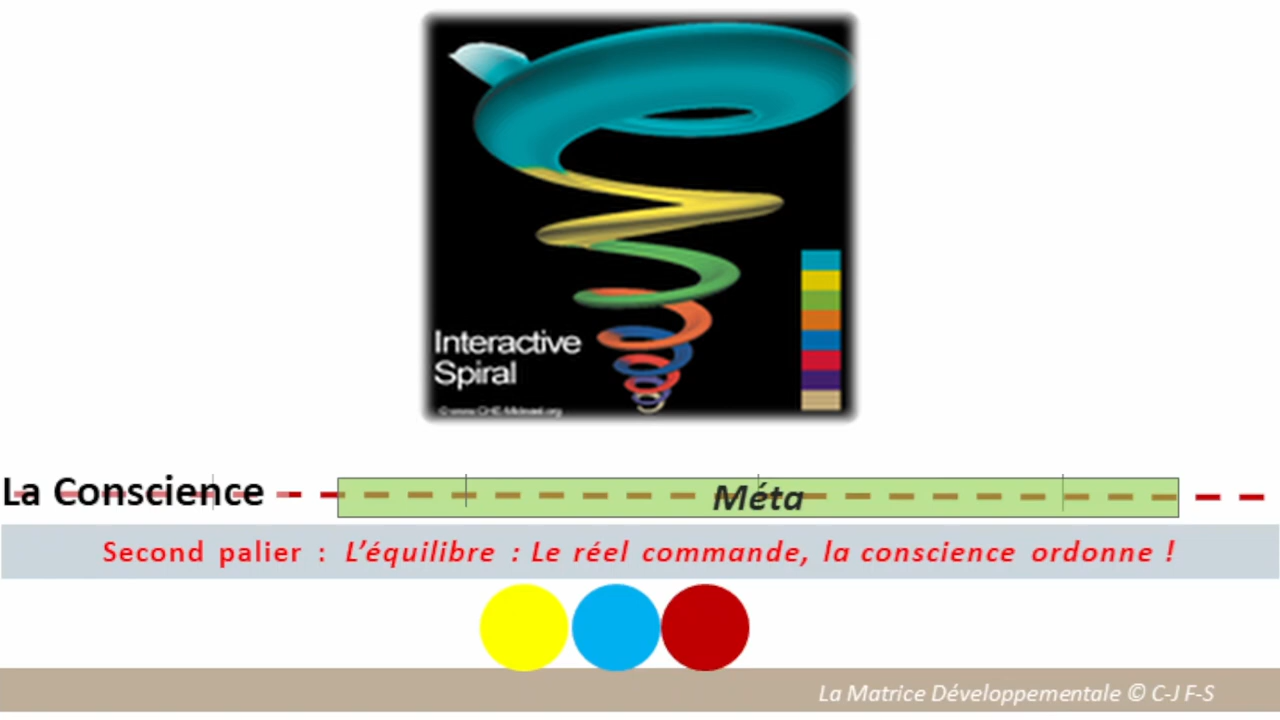 Interactive
Spiral
La Conscience
Méta
Second palier : L'équilibre : Le réel commande, la conscience ordonne !
La Matrice Développementale © C-J F-S